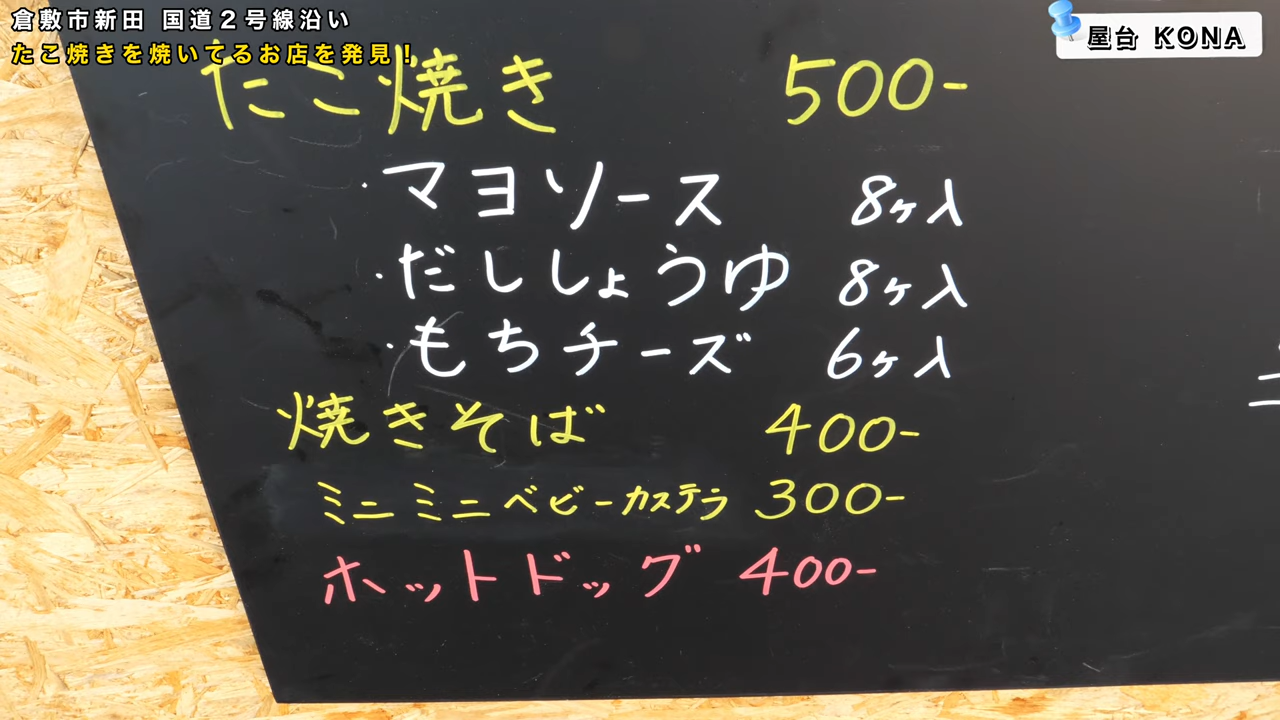 倉敷市新田 国道２号線沿い
たこ焼きを焼いてるお店を発見！
屋台 KONA
たこ焼き 500-
・マヨソース 8ヶ入
・だししょうゆ 8ヶ入
・もちチーズ 6ヶ入
焼きそば 400-
ミニミニベビーカステラ 300-
ホットドッグ 400-